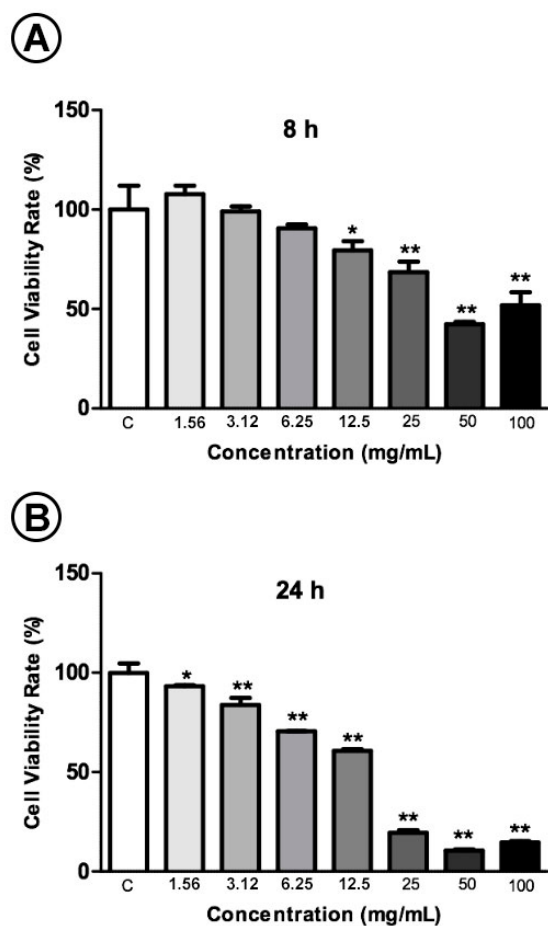 A
8 h
Cell Viability Rate (%)
150
100
50
0
*
**
**
**
C 1.56 3.12 6.25 12.5 25 50 100
Concentration (mg/mL)
B
24 h
Cell Viability Rate (%)
150
100
50
0
*
**
**
**
**
**
**
C 1.56 3.12 6.25 12.5 25 50 100
Concentration (mg/mL)